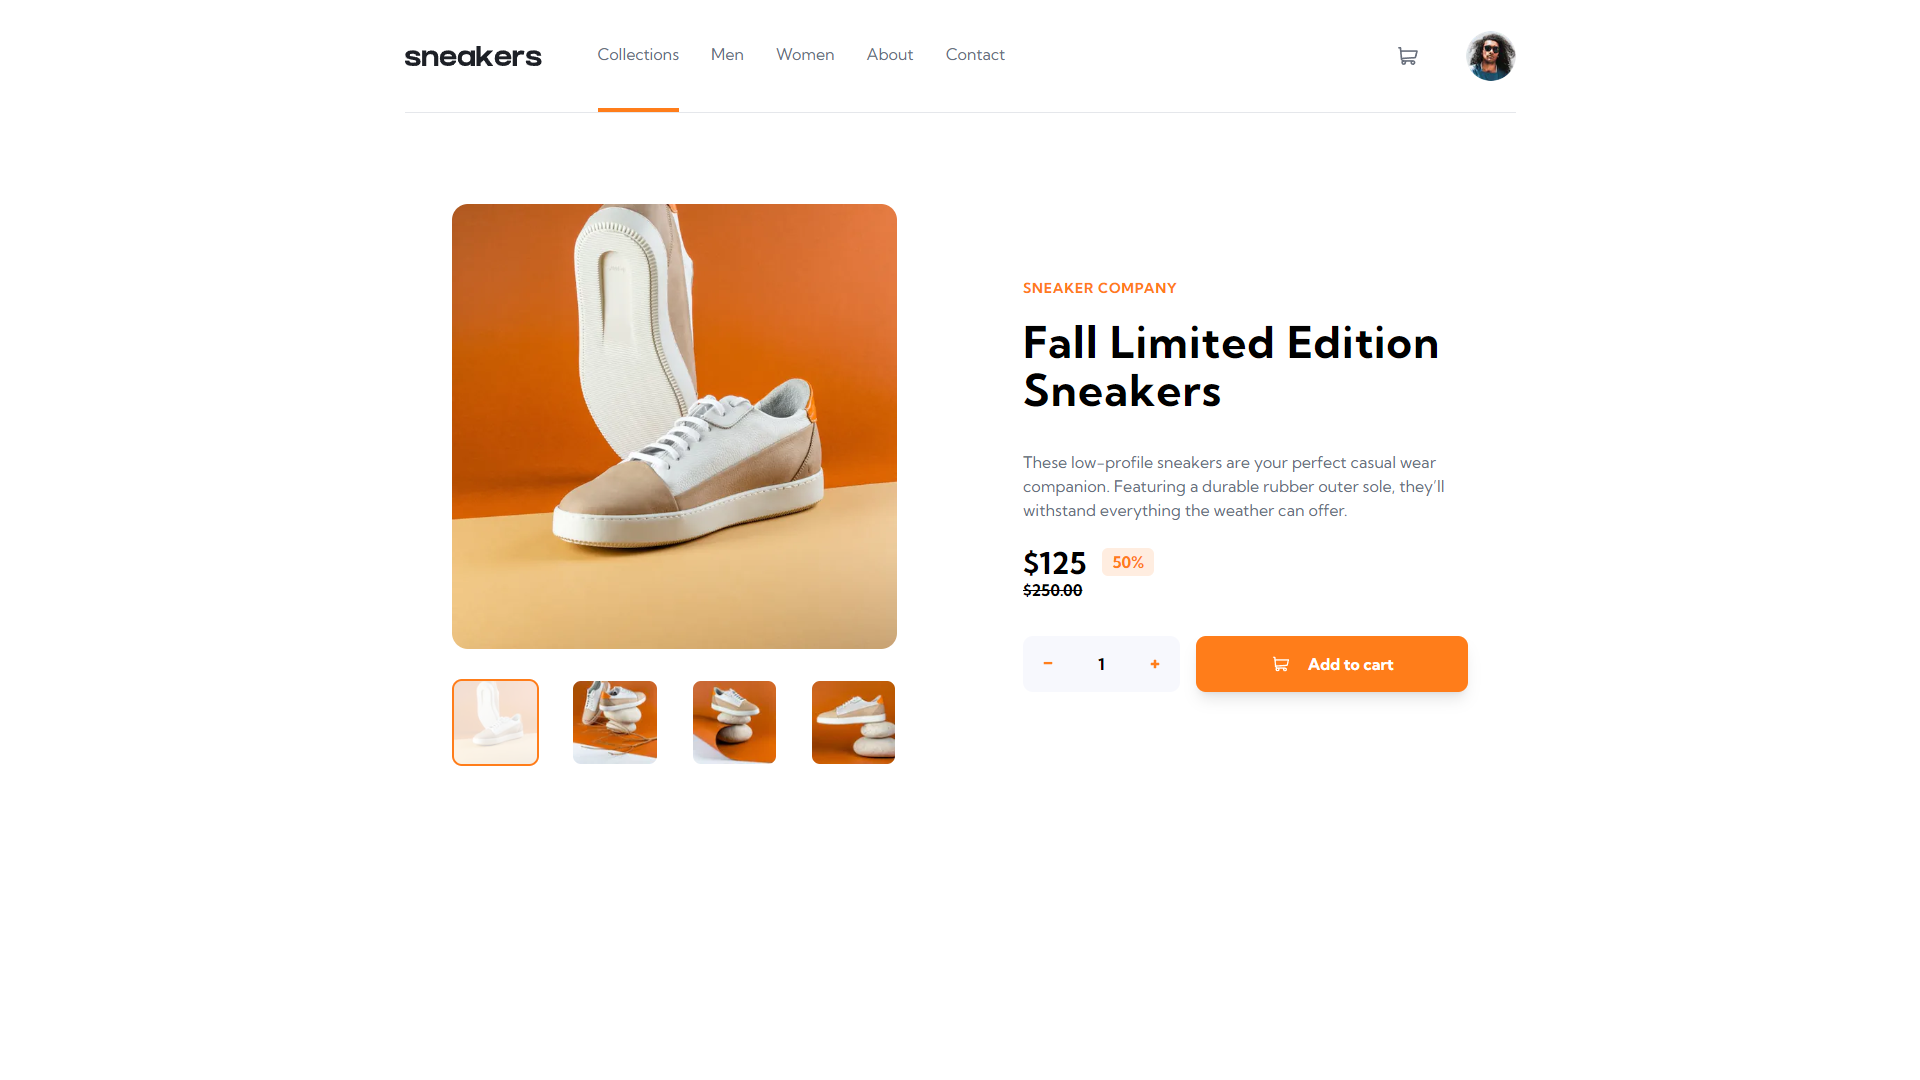 sneakers
Collections Men Women About Contact
SNEAKER COMPANY
Fall Limited Edition
Sneakers
These low-profile sneakers are your perfect casual wear
companion. Featuring a durable rubber outer sole, they’ll
withstand everything the weather can offer.
$125 50%
$250.00
− 1 + Add to cart